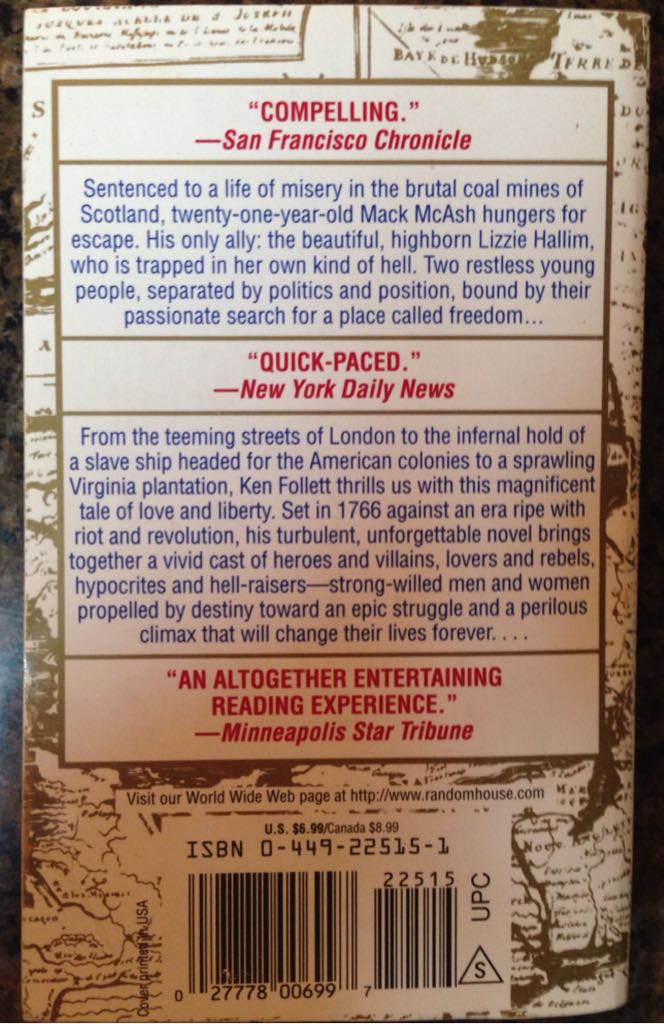 BAYE DE HUDSON
TERRE DE
"COMPELLING."
—San Francisco Chronicle
Sentenced to a life of misery in the brutal coal mines of
Scotland, twenty-one-year-old Mack McAsh hungers for
escape. His only ally: the beautiful, highborn Lizzie Hallim,
who is trapped in her own kind of hell. Two restless young
people, separated by politics and position, bound by their
passionate search for a place called freedom...
"QUICK-PACED."
—New York Daily News
From the teeming streets of London to the infernal hold of
a slave ship headed for the American colonies to a sprawling
Virginia plantation, Ken Follett thrills us with this magnificent
tale of love and liberty. Set in 1766 against an era ripe with
riot and revolution, his turbulent, unforgettable novel brings
together a vivid cast of heroes and villains, lovers and rebels,
hypocrites and hell-raisers—strong-willed men and women
propelled by destiny toward an epic struggle and a perilous
climax that will change their lives forever. . . .
"AN ALTOGETHER ENTERTAINING
READING EXPERIENCE."
—Minneapolis Star Tribune
Visit our World Wide Web page at http://www.randomhouse.com
U.S. $6.99/Canada $8.99
ISBN 0-449-22515-1
22515
UPC
S
Cover printed in USA
0 27778 00699 7